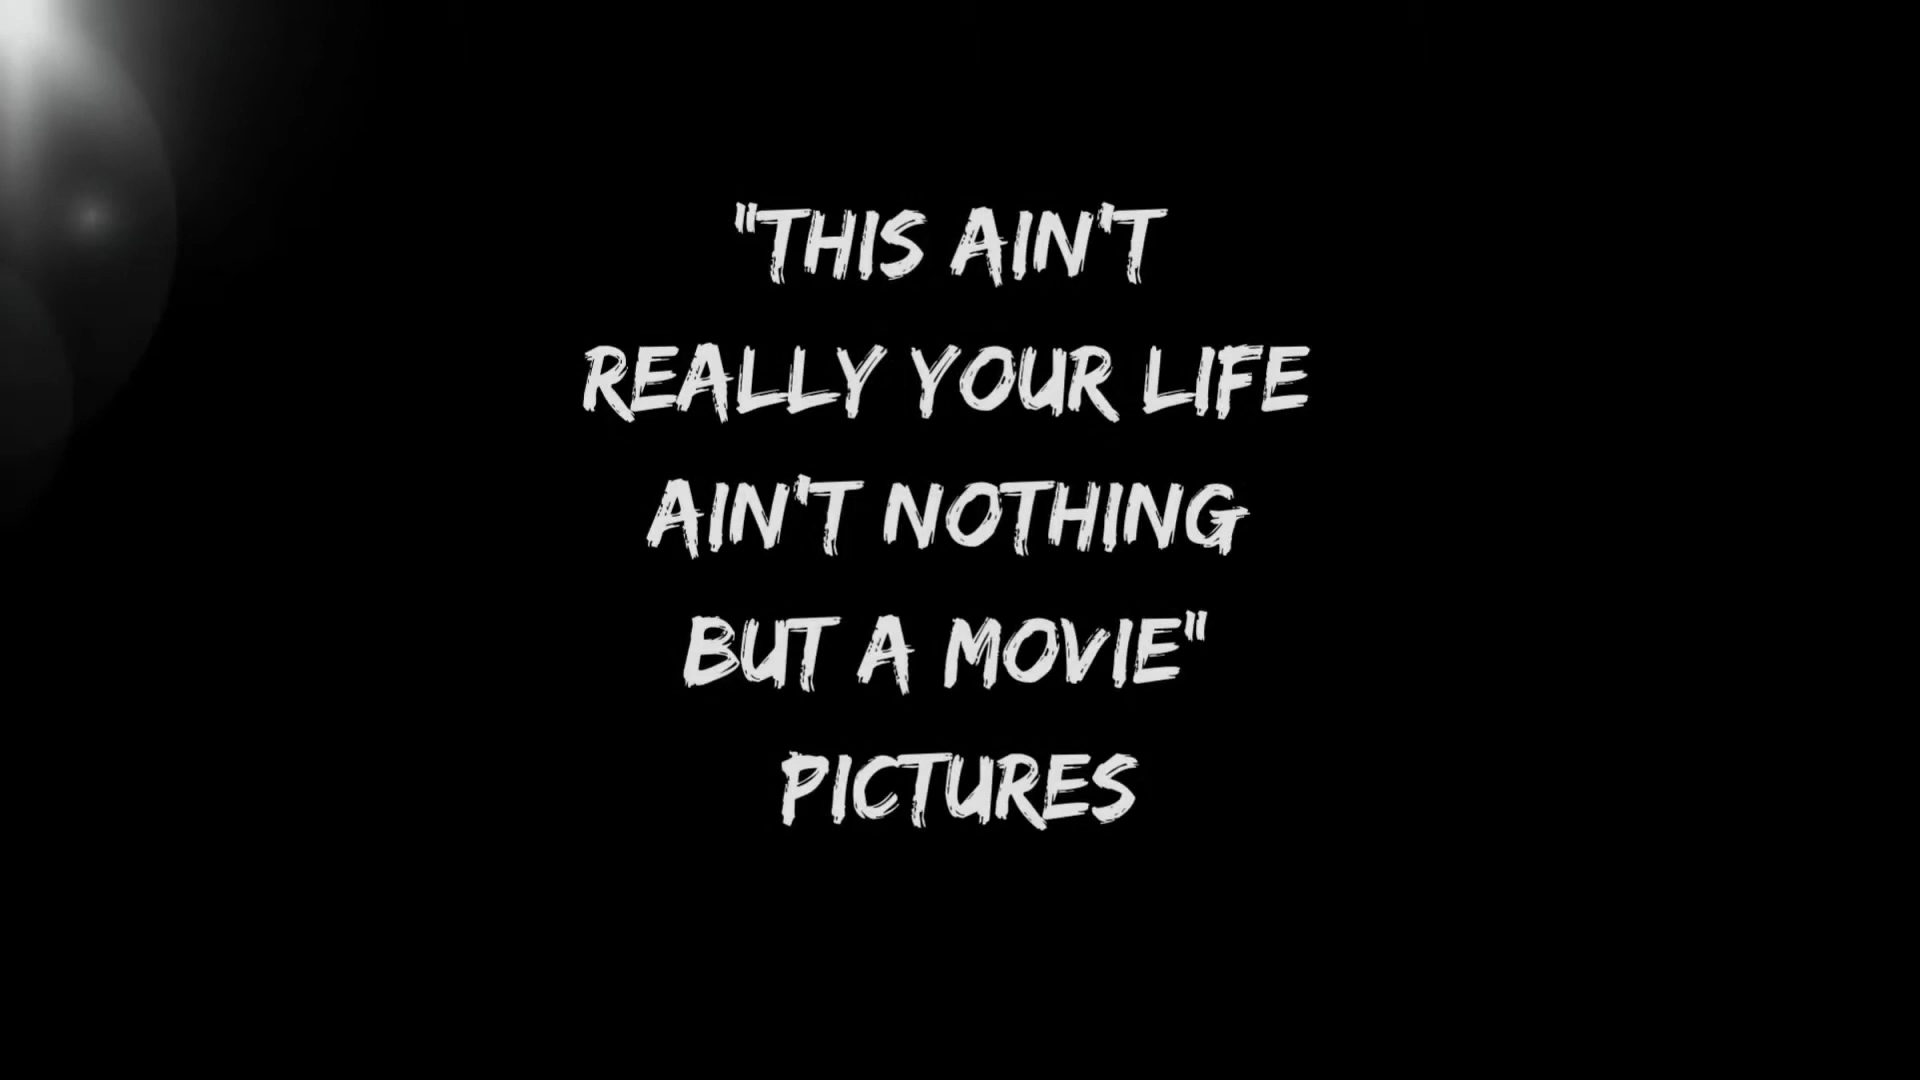 "THIS AIN'T
REALLY YOUR LIFE
AIN'T NOTHING
BUT A MOVIE"
PICTURES